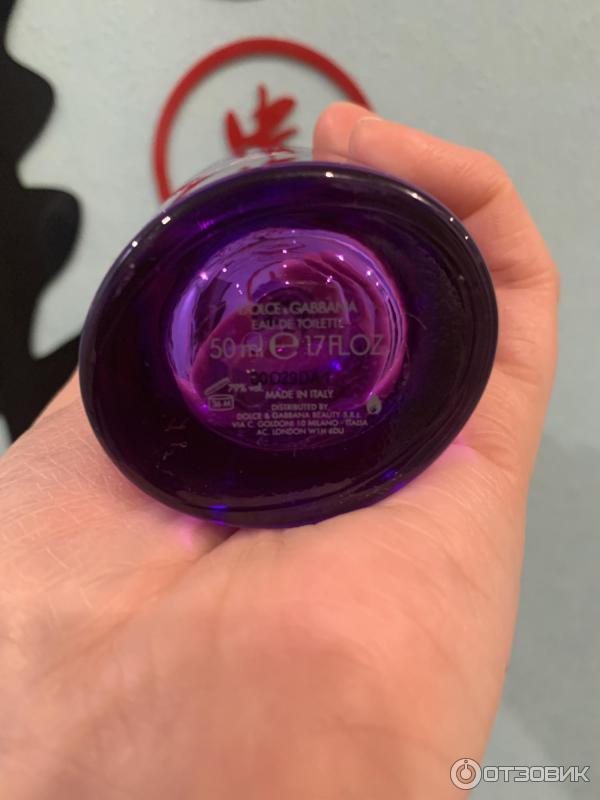 DOLCE & GABBANA
EAU DE TOILETTE
50 ml ℮ 1.7 FL.OZ.
79% vol.
36 M
MADE IN ITALY
DISTRIBUTED BY
DOLCE & GABBANA BEAUTY S.R.L.
VIA C. GOLDONI 10 MILANO - ITALIA
AC. LONDON W1H 6DU
ОТЗОВИК